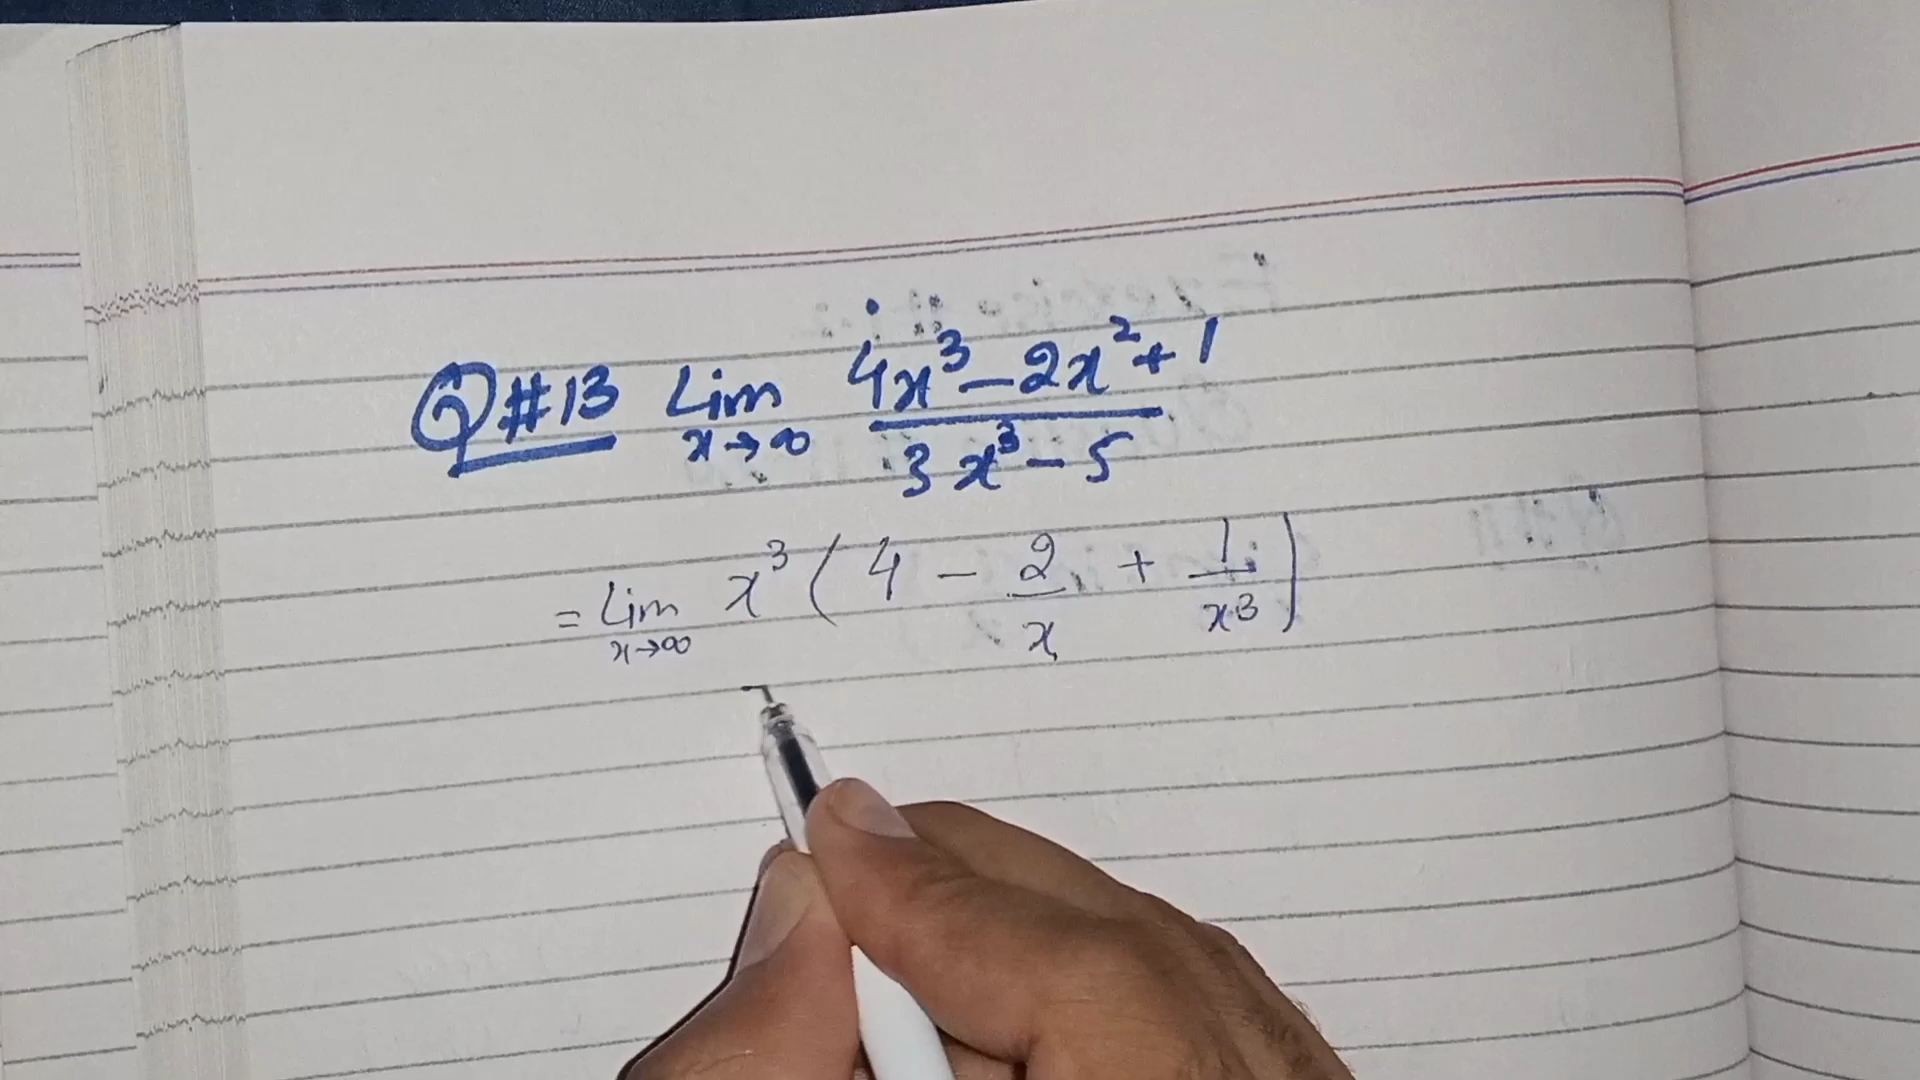 Q#13 Lim x→∞ (4x³ − 2x² + 1)/(3x³ − 5)
= Lim x→∞ x³ (4 − 2/x + 1/x³)